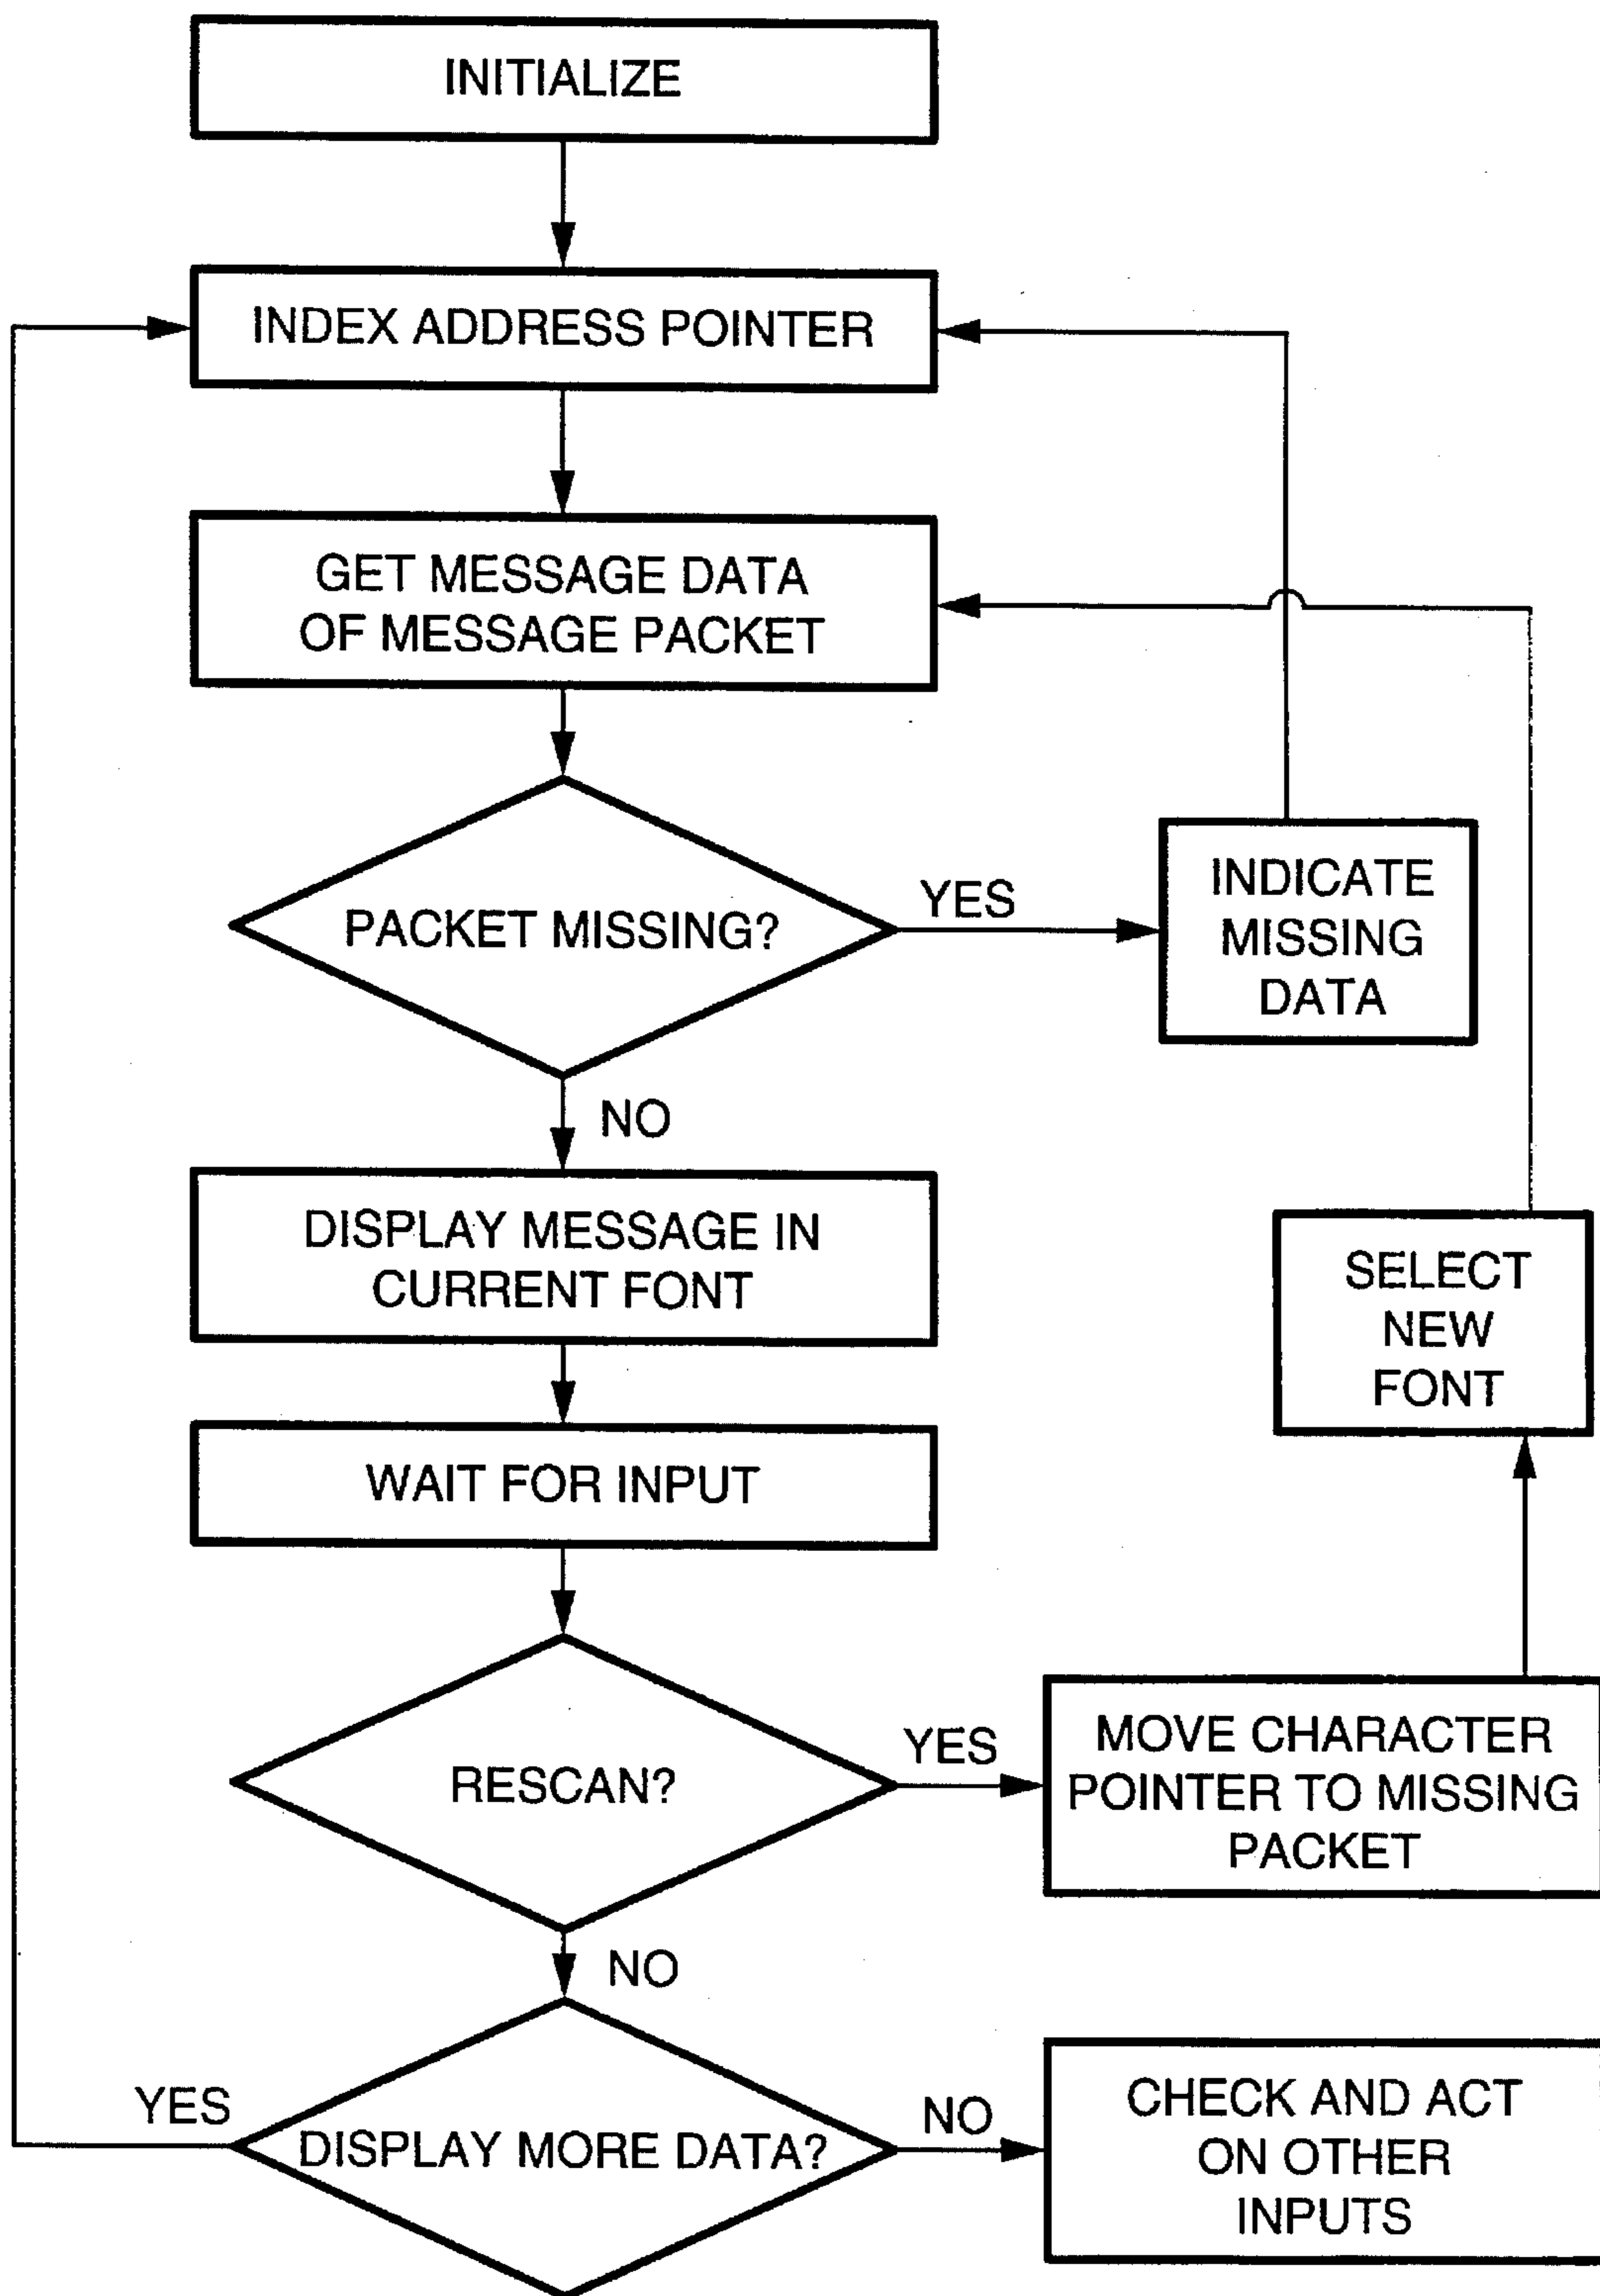 INITIALIZE
INDEX ADDRESS POINTER
GET MESSAGE DATA
OF MESSAGE PACKET
PACKET MISSING?
YES
INDICATE
MISSING
DATA
NO
DISPLAY MESSAGE IN
CURRENT FONT
SELECT
NEW
FONT
WAIT FOR INPUT
RESCAN?
YES
MOVE CHARACTER
POINTER TO MISSING
PACKET
NO
YES
DISPLAY MORE DATA?
NO
CHECK AND ACT
ON OTHER
INPUTS